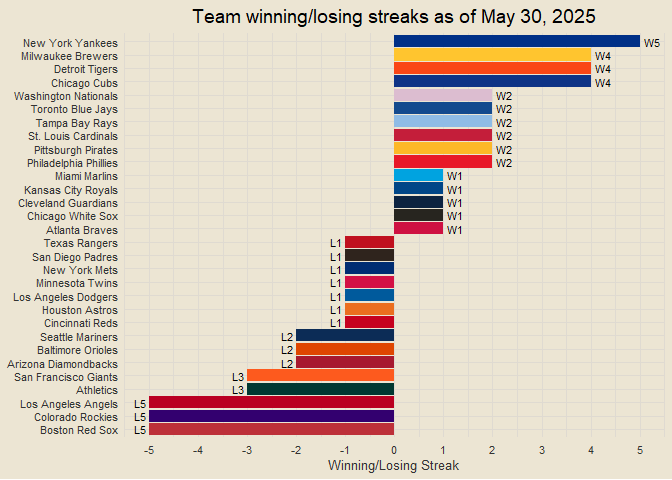 Team winning/losing streaks as of May 30, 2025
New York Yankees W5
Milwaukee Brewers W4
Detroit Tigers W4
Chicago Cubs W4
Washington Nationals W2
Toronto Blue Jays W2
Tampa Bay Rays W2
St. Louis Cardinals W2
Pittsburgh Pirates W2
Philadelphia Phillies W2
Miami Marlins W1
Kansas City Royals W1
Cleveland Guardians W1
Chicago White Sox W1
Atlanta Braves W1
Texas Rangers L1
San Diego Padres L1
New York Mets L1
Minnesota Twins L1
Los Angeles Dodgers L1
Houston Astros L1
Cincinnati Reds L1
Seattle Mariners L2
Baltimore Orioles L2
Arizona Diamondbacks L2
San Francisco Giants L3
Athletics L3
Los Angeles Angels L5
Colorado Rockies L5
Boston Red Sox L5
-5 -4 -3 -2 -1 0 1 2 3 4 5
Winning/Losing Streak